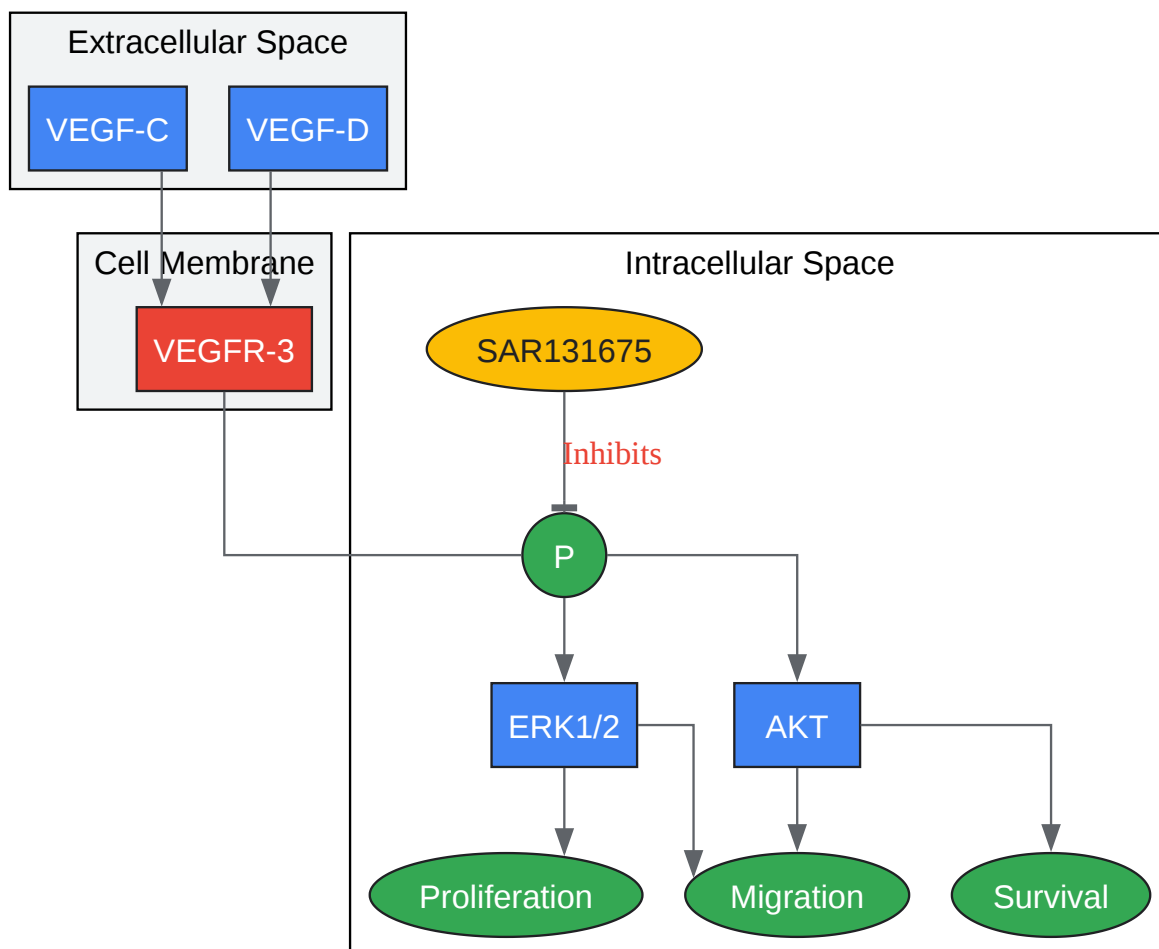 Extracellular Space
VEGF-C
VEGF-D
Cell Membrane
Intracellular Space
VEGFR-3
SAR131675
Inhibits
P
ERK1/2
AKT
Proliferation
Migration
Survival